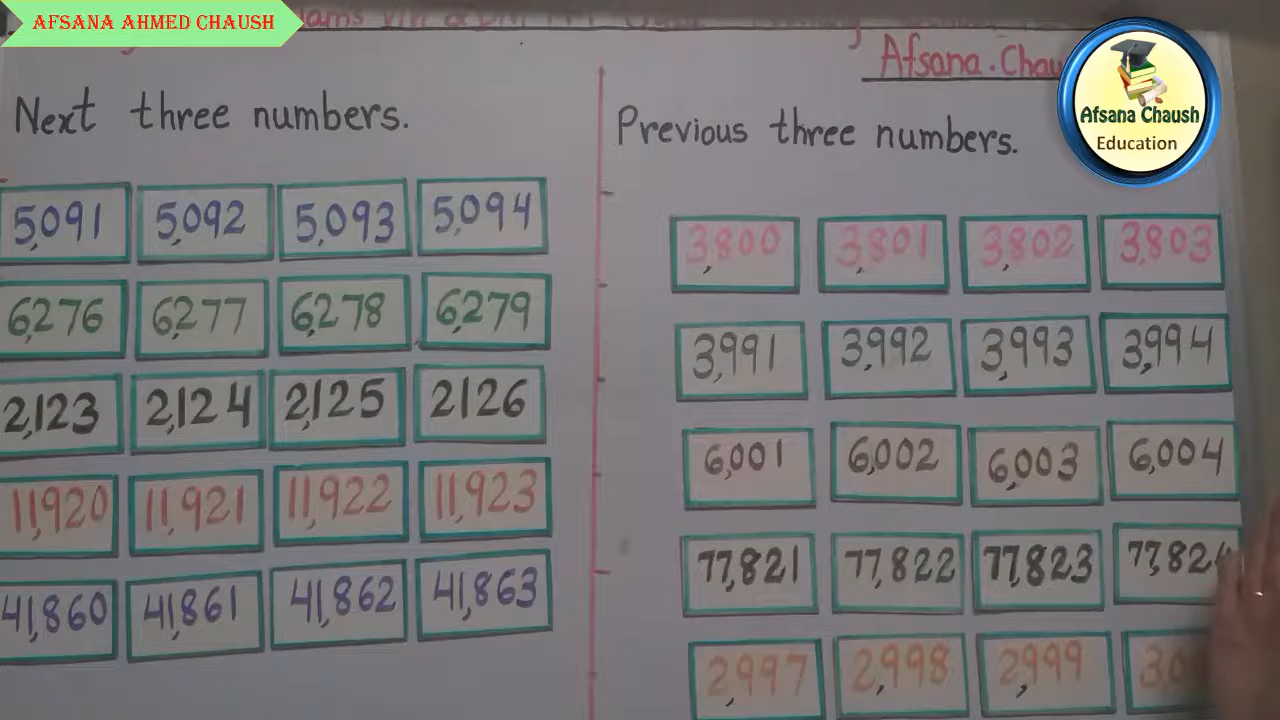 AFSANA AHMED CHAUSH
Afsana Chaush
Education
Next three numbers.
5,091 5,092 5,093 5,094
6,276 6,277 6,278 6,279
2,123 2,124 2,125 2126
11,920 11,921 11,922 11,923
41,860 41,861 41,862 41,863
Previous three numbers.
3,800 3,801 3,802 3,803
3,991 3,992 3,993 3,994
6,001 6,002 6,003 6,004
77,821 77,822 77,823 77,824
2,997 2,998 2,999